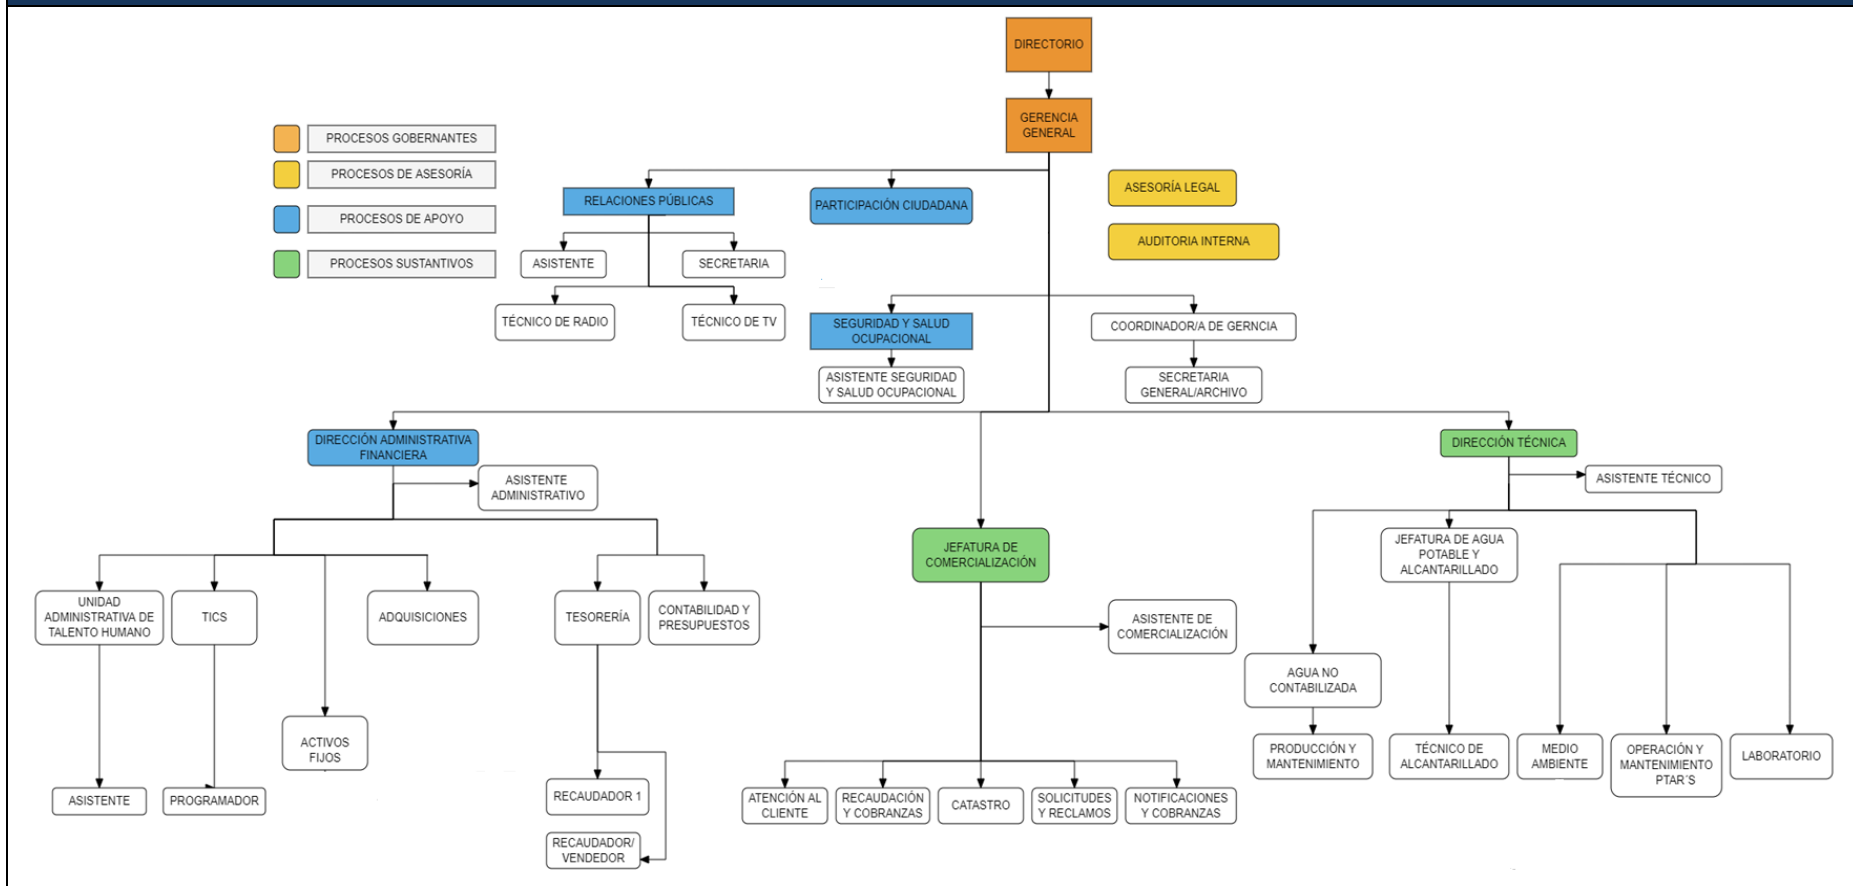 DIRECTORIO
GERENCIA
GENERAL
PROCESOS GOBERNANTES
PROCESOS DE ASESORÍA
PROCESOS DE APOYO
PROCESOS SUSTANTIVOS
RELACIONES PÚBLICAS
PARTICIPACIÓN CIUDADANA
ASESORÍA LEGAL
AUDITORIA INTERNA
ASISTENTE
SECRETARIA
TÉCNICO DE RADIO
TÉCNICO DE TV
SEGURIDAD Y SALUD
OCUPACIONAL
COORDINADOR/A DE GERNCIA
ASISTENTE SEGURIDAD
Y SALUD OCUPACIONAL
SECRETARIA
GENERAL/ARCHIVO
DIRECCIÓN ADMINISTRATIVA
FINANCIERA
DIRECCIÓN TÉCNICA
ASISTENTE
ADMINISTRATIVO
ASISTENTE TÉCNICO
JEFATURA DE
COMERCIALIZACIÓN
JEFATURA DE AGUA
POTABLE Y
ALCANTARILLADO
UNIDAD
ADMINISTRATIVA DE
TALENTO HUMANO
TICS
ADQUISICIONES
TESORERÍA
CONTABILIDAD Y
PRESUPUESTOS
ASISTENTE DE
COMERCIALIZACIÓN
AGUA NO
CONTABILIZADA
ACTIVOS
FIJOS
PRODUCCIÓN Y
MANTENIMIENTO
TÉCNICO DE
ALCANTARILLADO
MEDIO
AMBIENTE
OPERACIÓN Y
MANTENIMIENTO
PTAR´S
LABORATORIO
ASISTENTE
PROGRAMADOR
RECAUDADOR 1
ATENCIÓN AL
CLIENTE
RECAUDACIÓN
Y COBRANZAS
CATASTRO
SOLICITUDES
Y RECLAMOS
NOTIFICACIONES
Y COBRANZAS
RECAUDADOR/
VENDEDOR